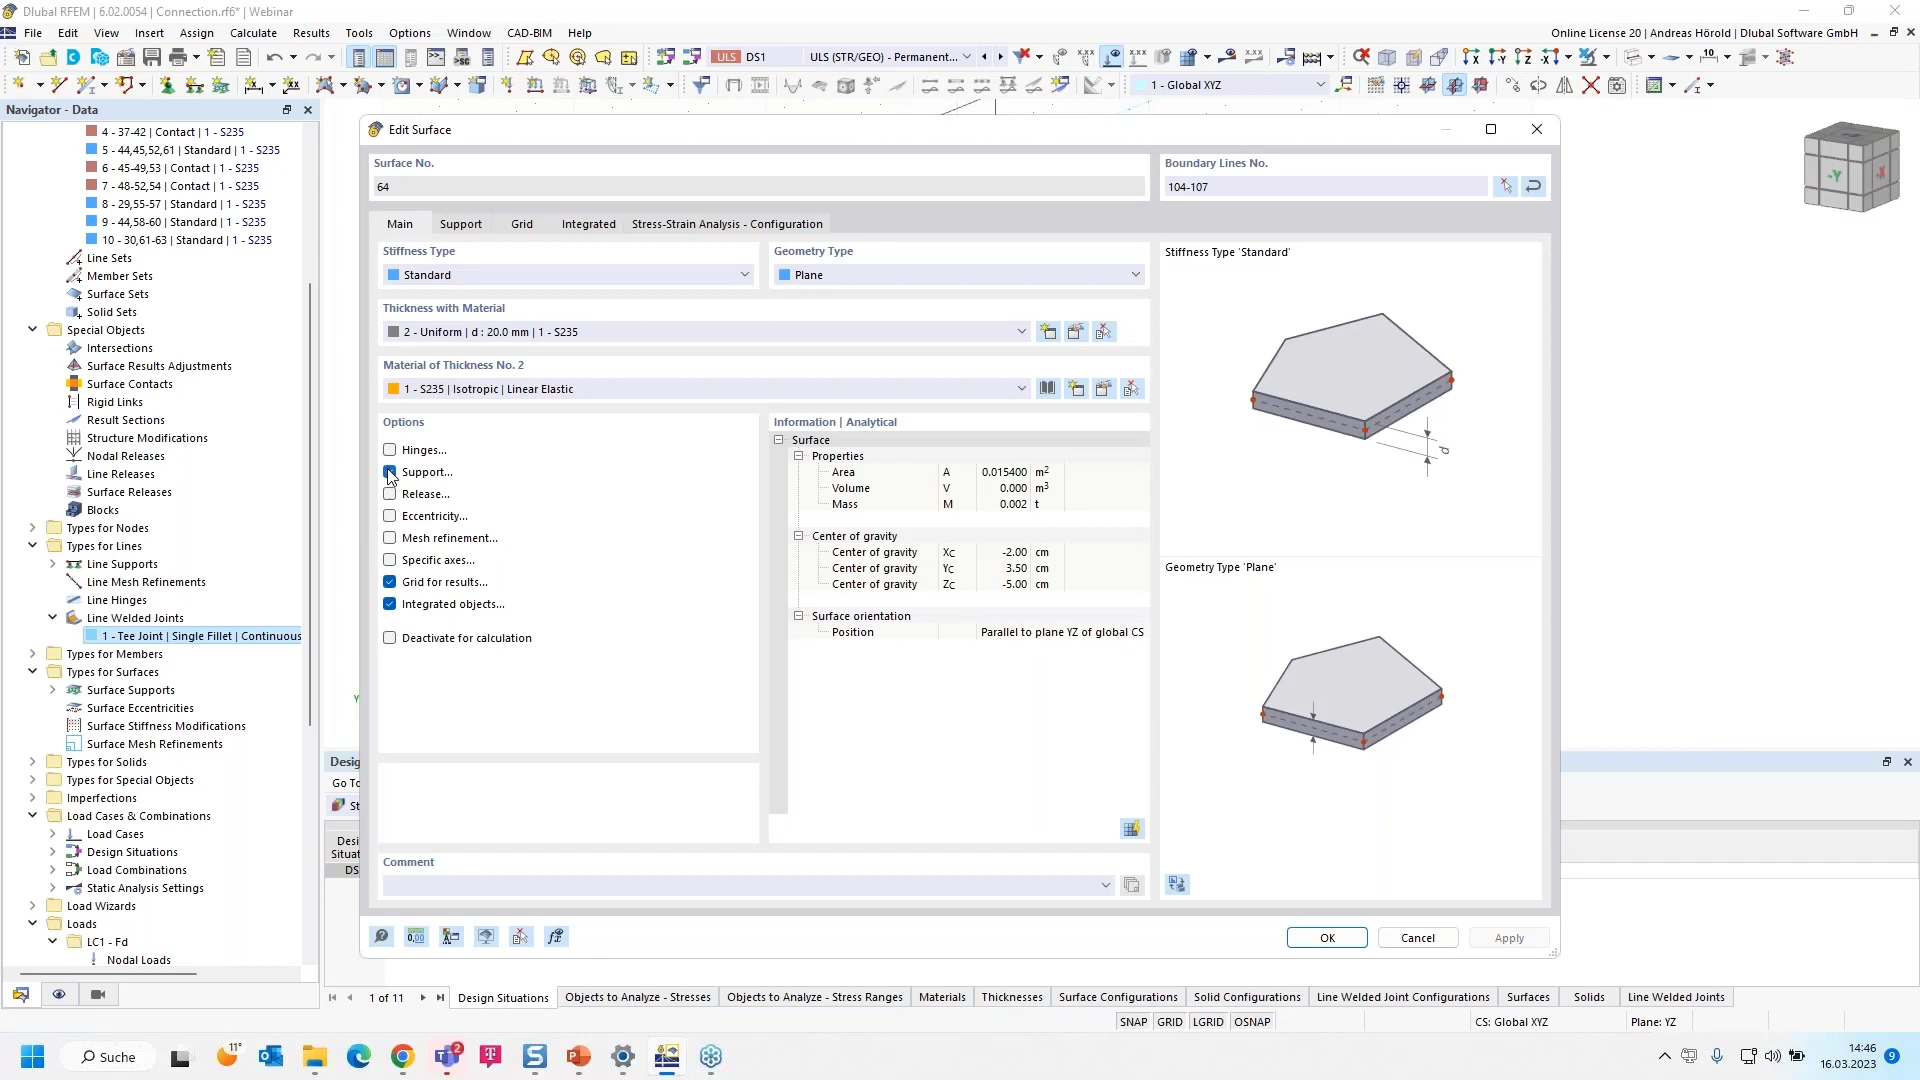 Dlubal RFEM | 6.02.0054 | Connection.rf6* | Webinar
File Edit View Insert Assign Calculate Results Tools Options Window CAD-BIM Help
Online License 20 | Andreas Hörold | Dlubal Software GmbH
ULS DS1 ULS (STR/GEO) - Permanent...
1 - Global XYZ
Navigator - Data
4 - 37-42 | Contact | 1 - S235
5 - 44,45,52,61 | Standard | 1 - S235
6 - 45-49,53 | Contact | 1 - S235
7 - 48-52,54 | Contact | 1 - S235
8 - 29,55-57 | Standard | 1 - S235
9 - 44,58-60 | Standard | 1 - S235
10 - 30,61-63 | Standard | 1 - S235
Line Sets
Member Sets
Surface Sets
Solid Sets
Special Objects
Intersections
Surface Results Adjustments
Surface Contacts
Rigid Links
Result Sections
Structure Modifications
Nodal Releases
Line Releases
Surface Releases
Blocks
Types for Nodes
Types for Lines
Line Supports
Line Mesh Refinements
Line Hinges
Line Welded Joints
1 - Tee Joint | Single Fillet | Continuous
Types for Members
Types for Surfaces
Surface Supports
Surface Eccentricities
Surface Stiffness Modifications
Surface Mesh Refinements
Types for Solids
Types for Special Objects
Imperfections
Load Cases & Combinations
Load Cases
Design Situations
Load Combinations
Static Analysis Settings
Load Wizards
Loads
LC1 - Fd
Nodal Loads
Edit Surface
Surface No.
64
Boundary Lines No.
104-107
Main Support Grid Integrated Stress-Strain Analysis - Configuration
Stiffness Type
Standard
Geometry Type
Plane
Thickness with Material
2 - Uniform | d : 20.0 mm | 1 - S235
Material of Thickness No. 2
1 - S235 | Isotropic | Linear Elastic
Options
Hinges...
Support...
Release...
Eccentricity...
Mesh refinement...
Specific axes...
Grid for results...
Integrated objects...
Deactivate for calculation
Information | Analytical
Surface
Properties
Area A 0.015400 m2
Volume V 0.000 m3
Mass M 0.002 t
Center of gravity
Center of gravity XC -2.00 cm
Center of gravity YC 3.50 cm
Center of gravity ZC -5.00 cm
Surface orientation
Position Parallel to plane YZ of global CS
Stiffness Type 'Standard'
d
Geometry Type 'Plane'
Comment
OK Cancel Apply
-Y -X
Y
Desig
Go To
St
Desi
Situat
DS
1 of 11 Design Situations Objects to Analyze - Stresses Objects to Analyze - Stress Ranges Materials Thicknesses Surface Configurations Solid Configurations Line Welded Joint Configurations Surfaces Solids Line Welded Joints
SNAP GRID LGRID OSNAP CS: Global XYZ Plane: YZ
11° Suche 2
14:46
16.03.2023 9